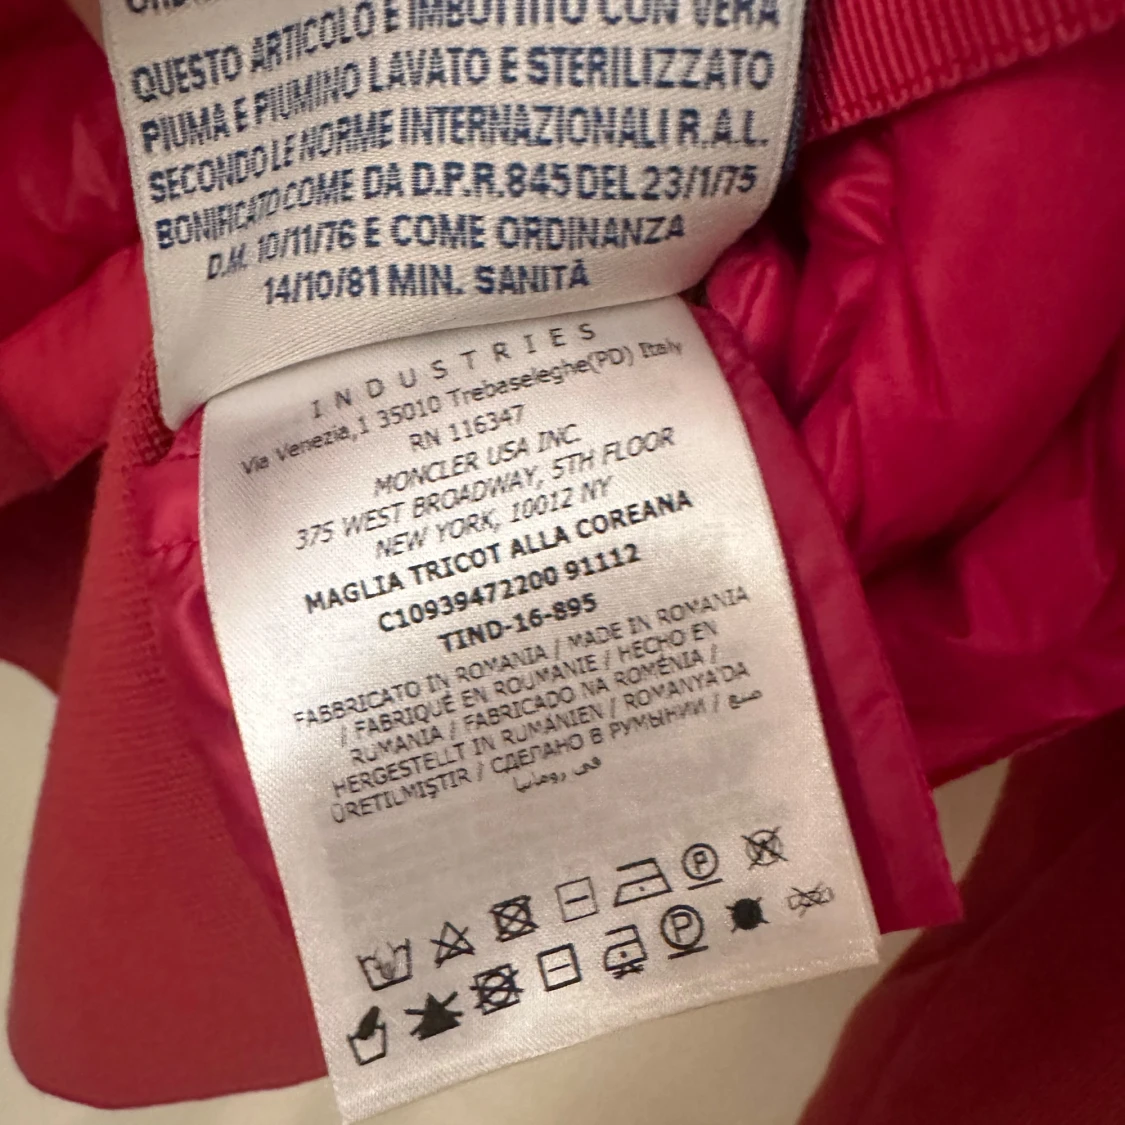 QUESTO ARTICOLO E IMBOTTITO CON VERA
PIUMA E PIUMINO LAVATO E STERILIZZATO
SECONDO LE NORME INTERNAZIONALI R.A.L.
BONIFICATO COME DA D.P.R.845 DEL 23/1/75
D.M. 10/11/76 E COME ORDINANZA
14/10/81 MIN. SANITÀ
INDUSTRIES
Via Venezia,1 35010 Trebaseleghe(PD) Italy
RN 116347
MONCLER USA INC.
375 WEST BROADWAY, 5TH FLOOR
NEW YORK, 10012 NY
MAGLIA TRICOT ALLA COREANA
C10939472200 91112
TIND-16-895
FABBRICATO IN ROMANIA / MADE IN ROMANIA
/ FABRIQUÉ EN ROUMANIE / HECHO EN
RUMANIA / FABRICADO NA ROMÉNIA /
HERGESTELLT IN RUMÄNIEN / ROMANYA'DA
ÜRETILMIŞTIR / СДЕЛАНО В РУМЫНИИ / صنع
فى رومانيا
P
P